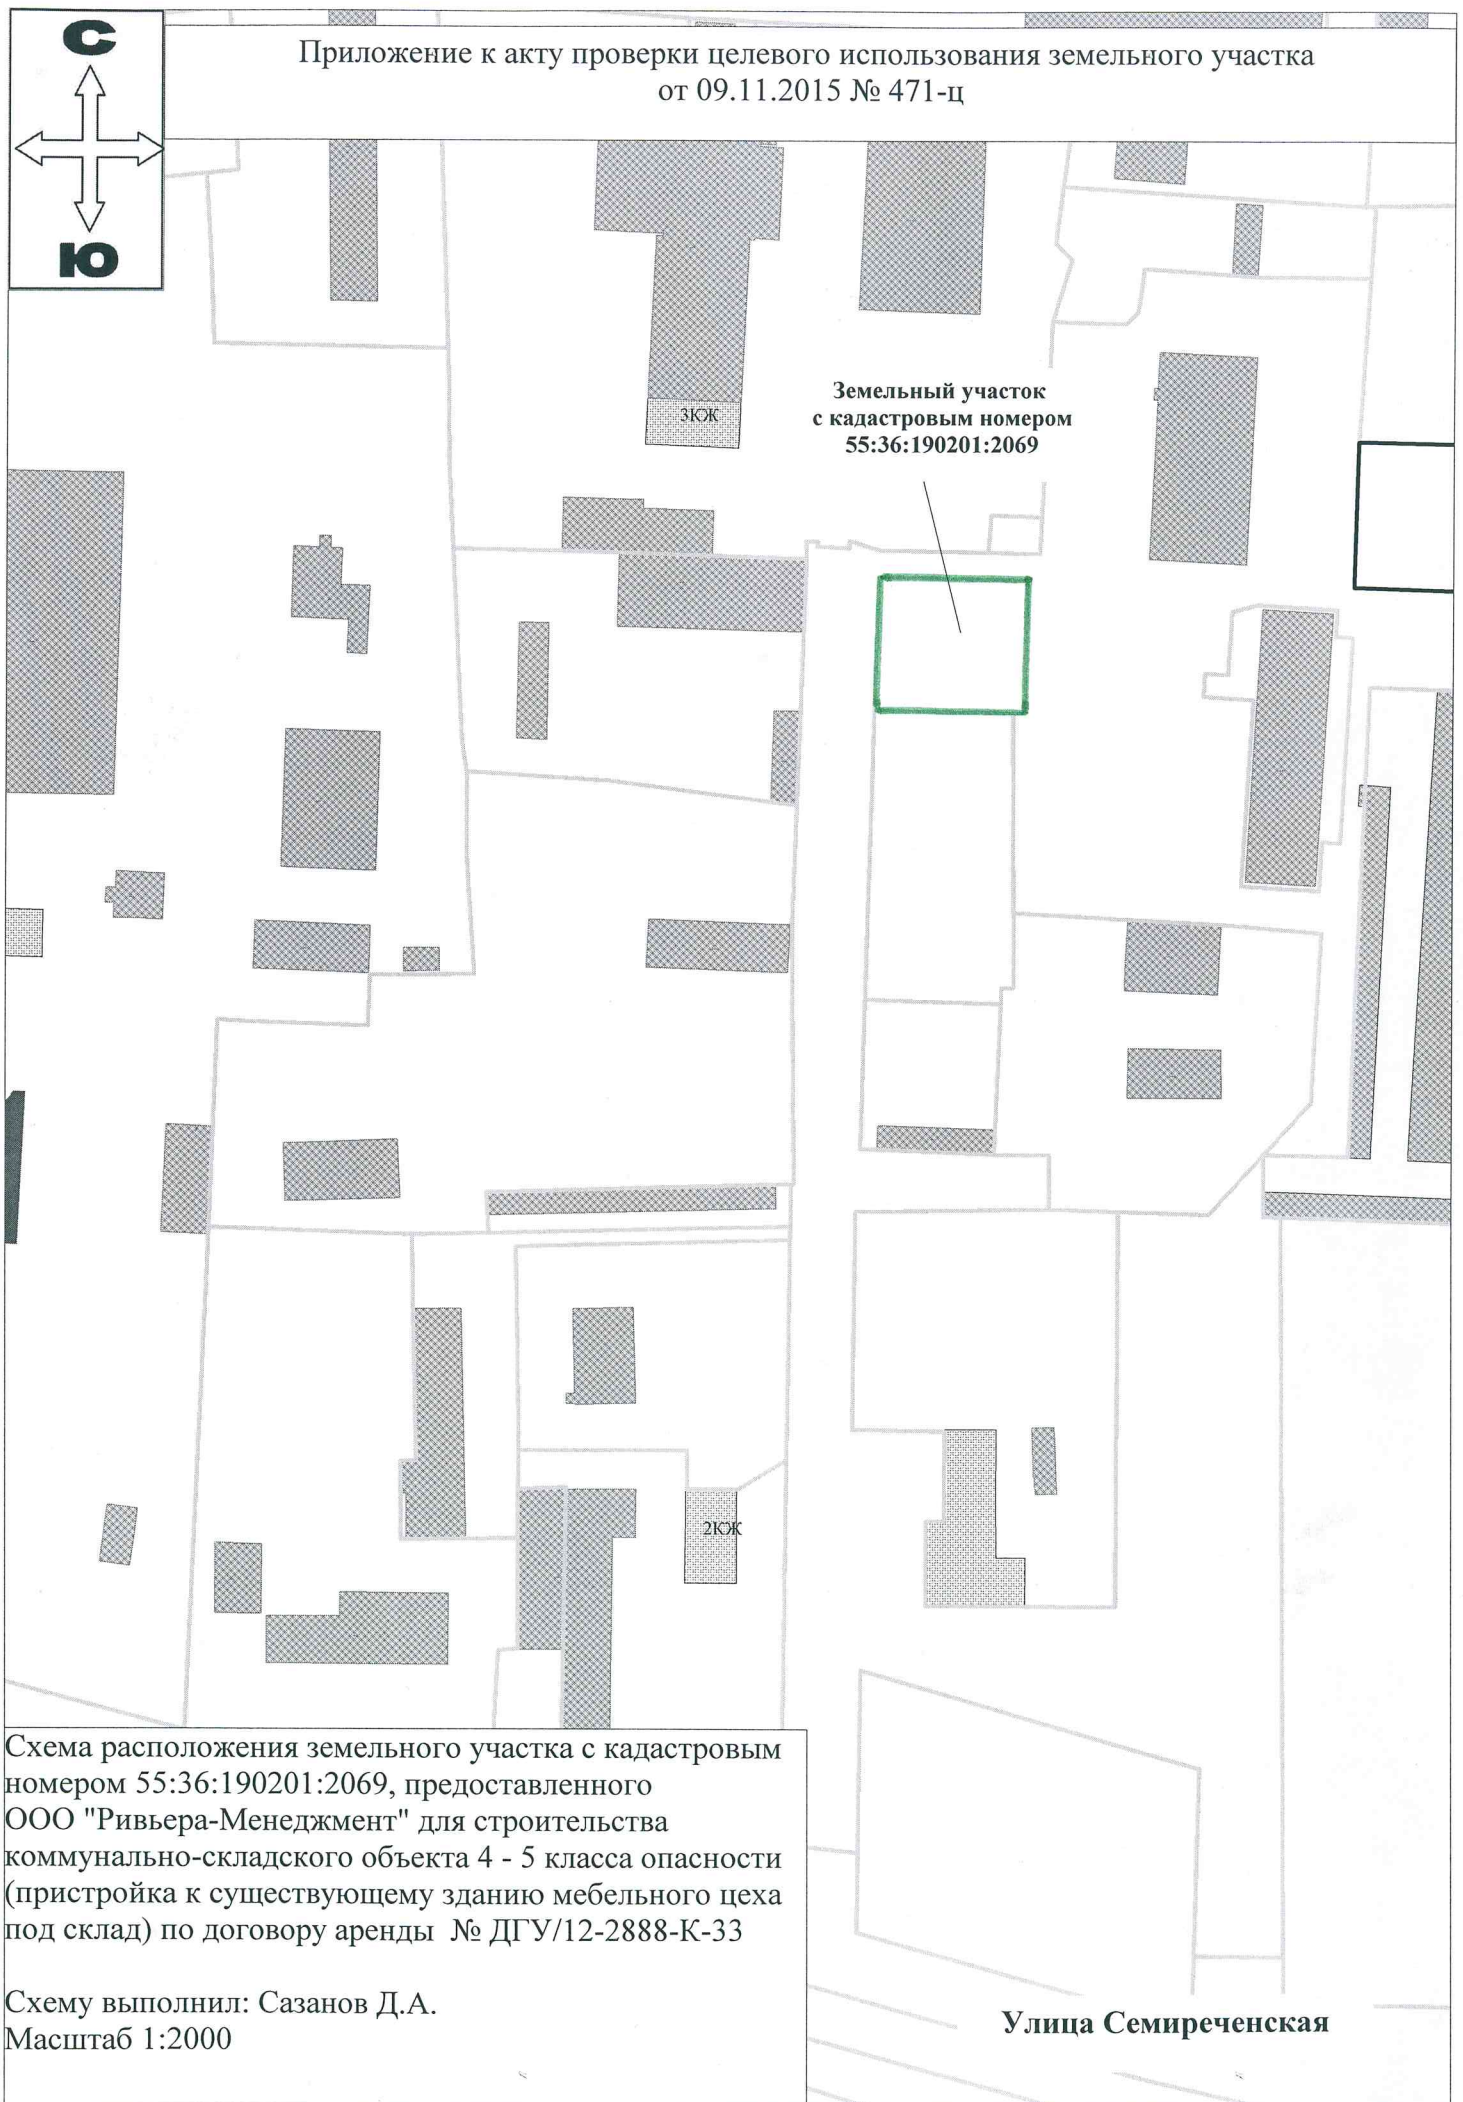 С
Ю
Приложение к акту проверки целевого использования земельного участка
от 09.11.2015 № 471-ц
3КЖ
Земельный участок
с кадастровым номером
55:36:190201:2069
2КЖ
Схема расположения земельного участка с кадастровым
номером 55:36:190201:2069, предоставленного
ООО "Ривьера-Менеджмент" для строительства
коммунально-складского объекта 4 - 5 класса опасности
(пристройка к существующему зданию мебельного цеха
под склад) по договору аренды № ДГУ/12-2888-К-33
Схему выполнил: Сазанов Д.А.
Масштаб 1:2000
Улица Семиреченская